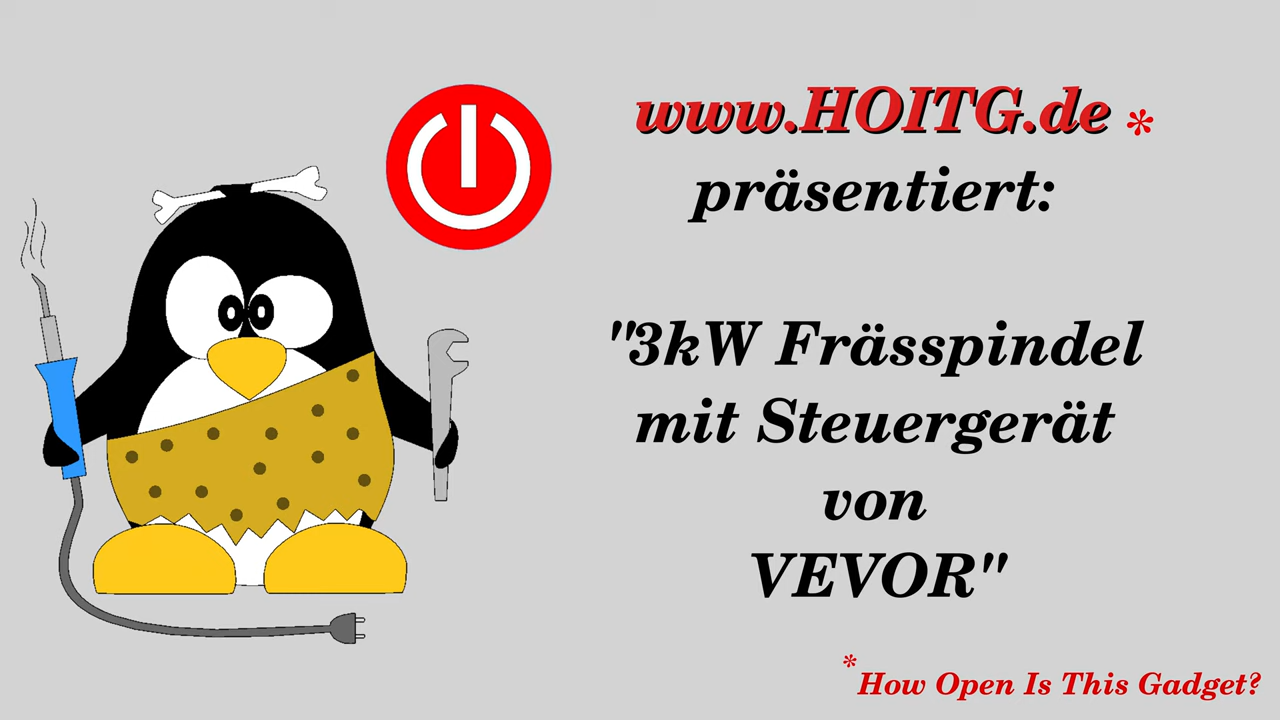 www.HOITG.de *
präsentiert:
"3kW Frässpindel
mit Steuergerät
von
VEVOR"
*How Open Is This Gadget?